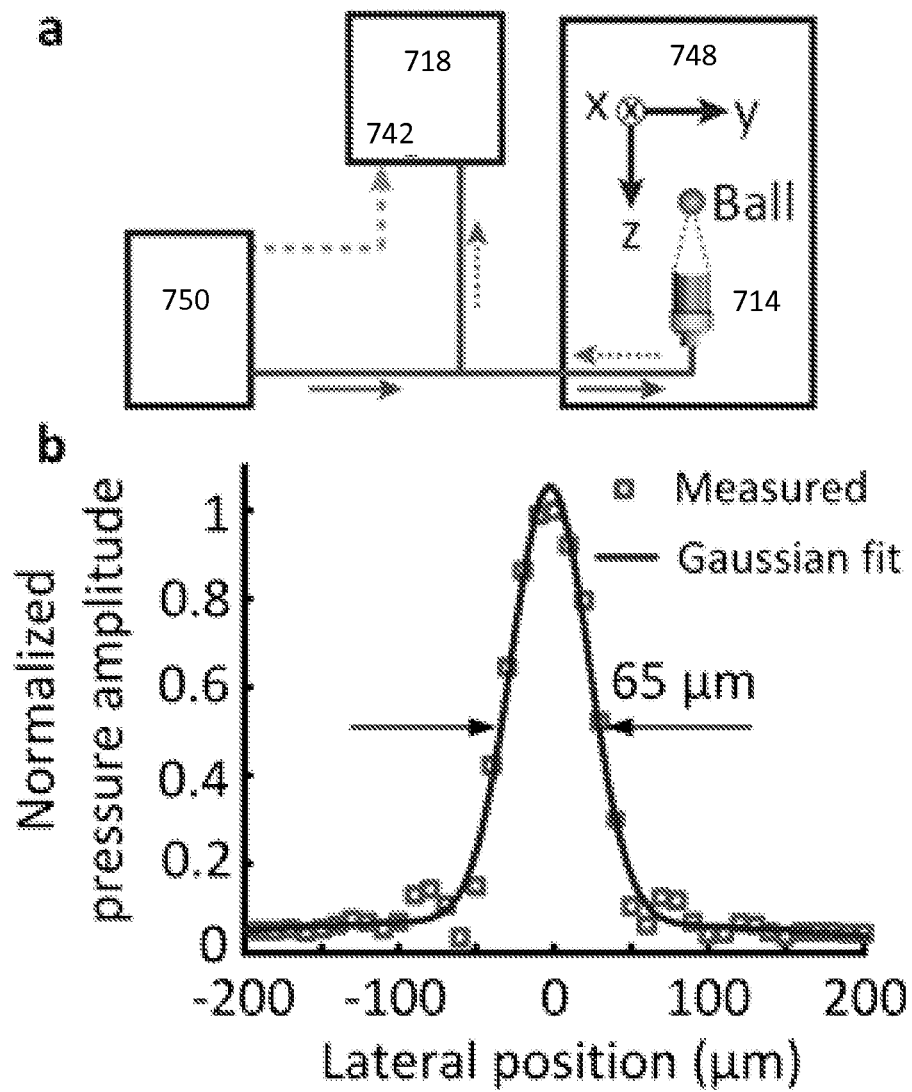 a
718
742
750
748
X
y
z
Ball
714
b
Normalized
pressure amplitude
1
0.8
0.6
0.4
0.2
0
Measured
Gaussian fit
65 μm
-200 -100 0 100 200
Lateral position (μm)